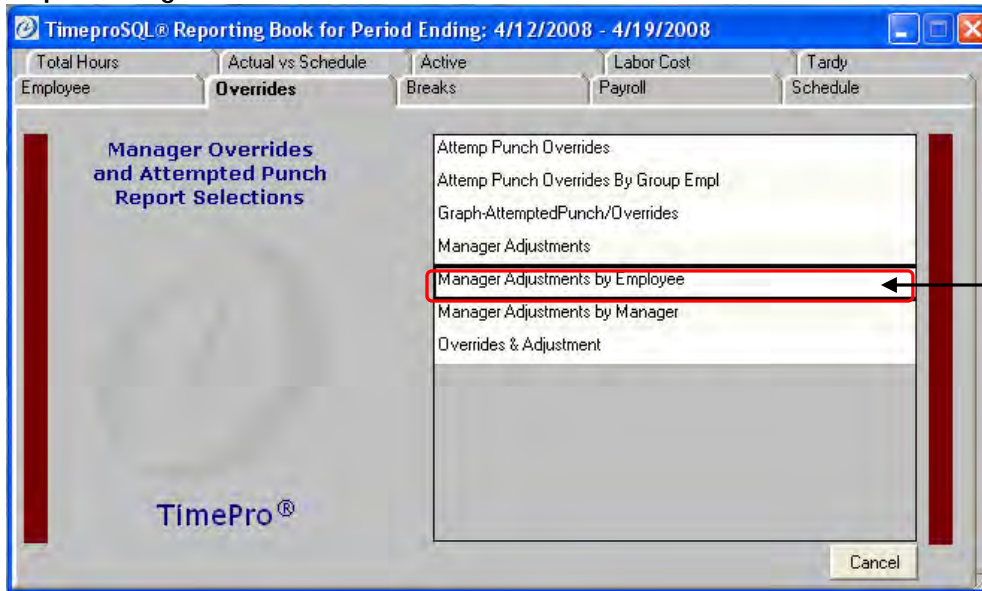 TimeproSQL® Reporting Book for Period Ending: 4/12/2008 - 4/19/2008
Total Hours Actual vs Schedule Active Labor Cost Tardy
Employee Overrides Breaks Payroll Schedule
Manager Overrides
and Attempted Punch
Report Selections
Attemp Punch Overrides
Attemp Punch Overrides By Group Empl
Graph-AttemptedPunch/Overrides
Manager Adjustments
Manager Adjustments by Employee
Manager Adjustments by Manager
Overrides & Adjustment
TimePro®
Cancel